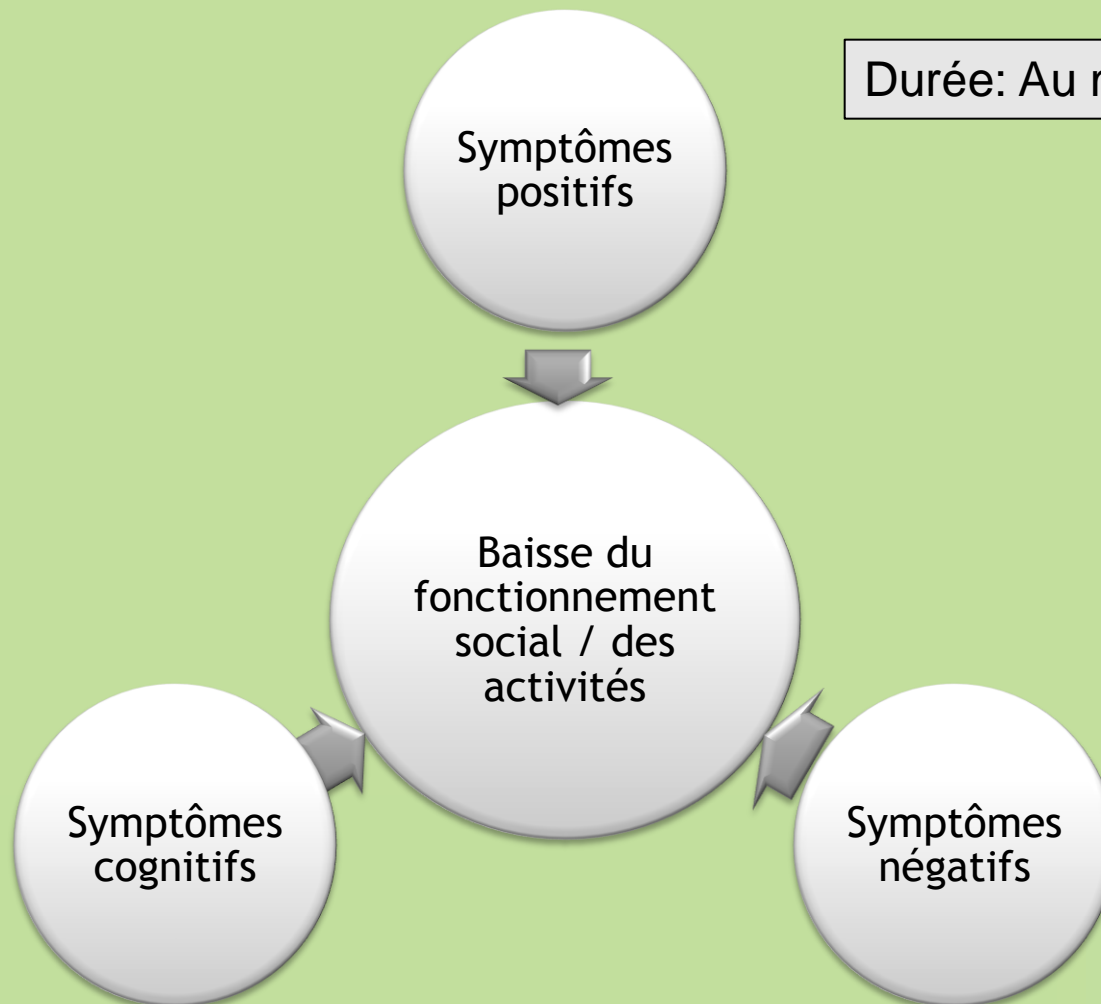 Durée: Au
Symptômes
positifs
Baisse du
fonctionnement
social / des
activités
Symptômes
cognitifs
Symptômes
négatifs